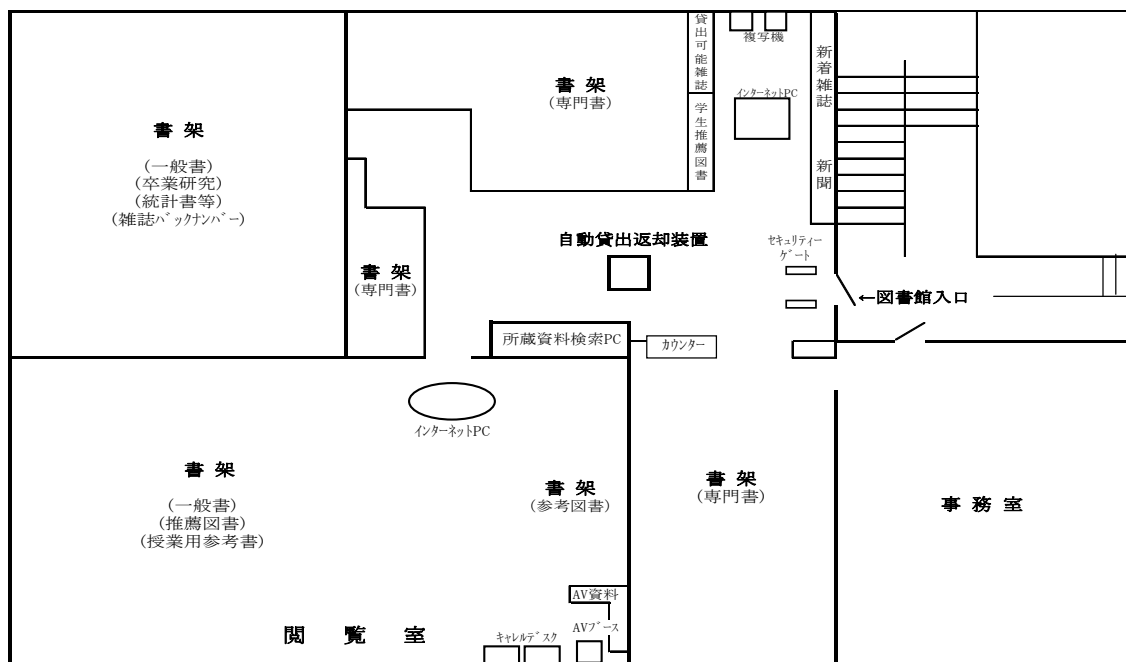 貸出可能雑誌
学生推薦図書
複写機
インターネットPC
新着雑誌
新聞
書 架
(専門書)
書 架
(一般書)
(卒業研究)
(統計書等)
(雑誌バックナンバー)
書 架
(専門書)
自動貸出返却装置
セキュリティー
ゲート
←図書館入口
所蔵資料検索PC
カウンター
インターネットPC
書 架
(一般書)
(推薦図書)
(授業用参考書)
書 架
(参考図書)
書 架
(専門書)
事 務 室
AV資料
AVブース
キャレルデスク
閲 覧 室